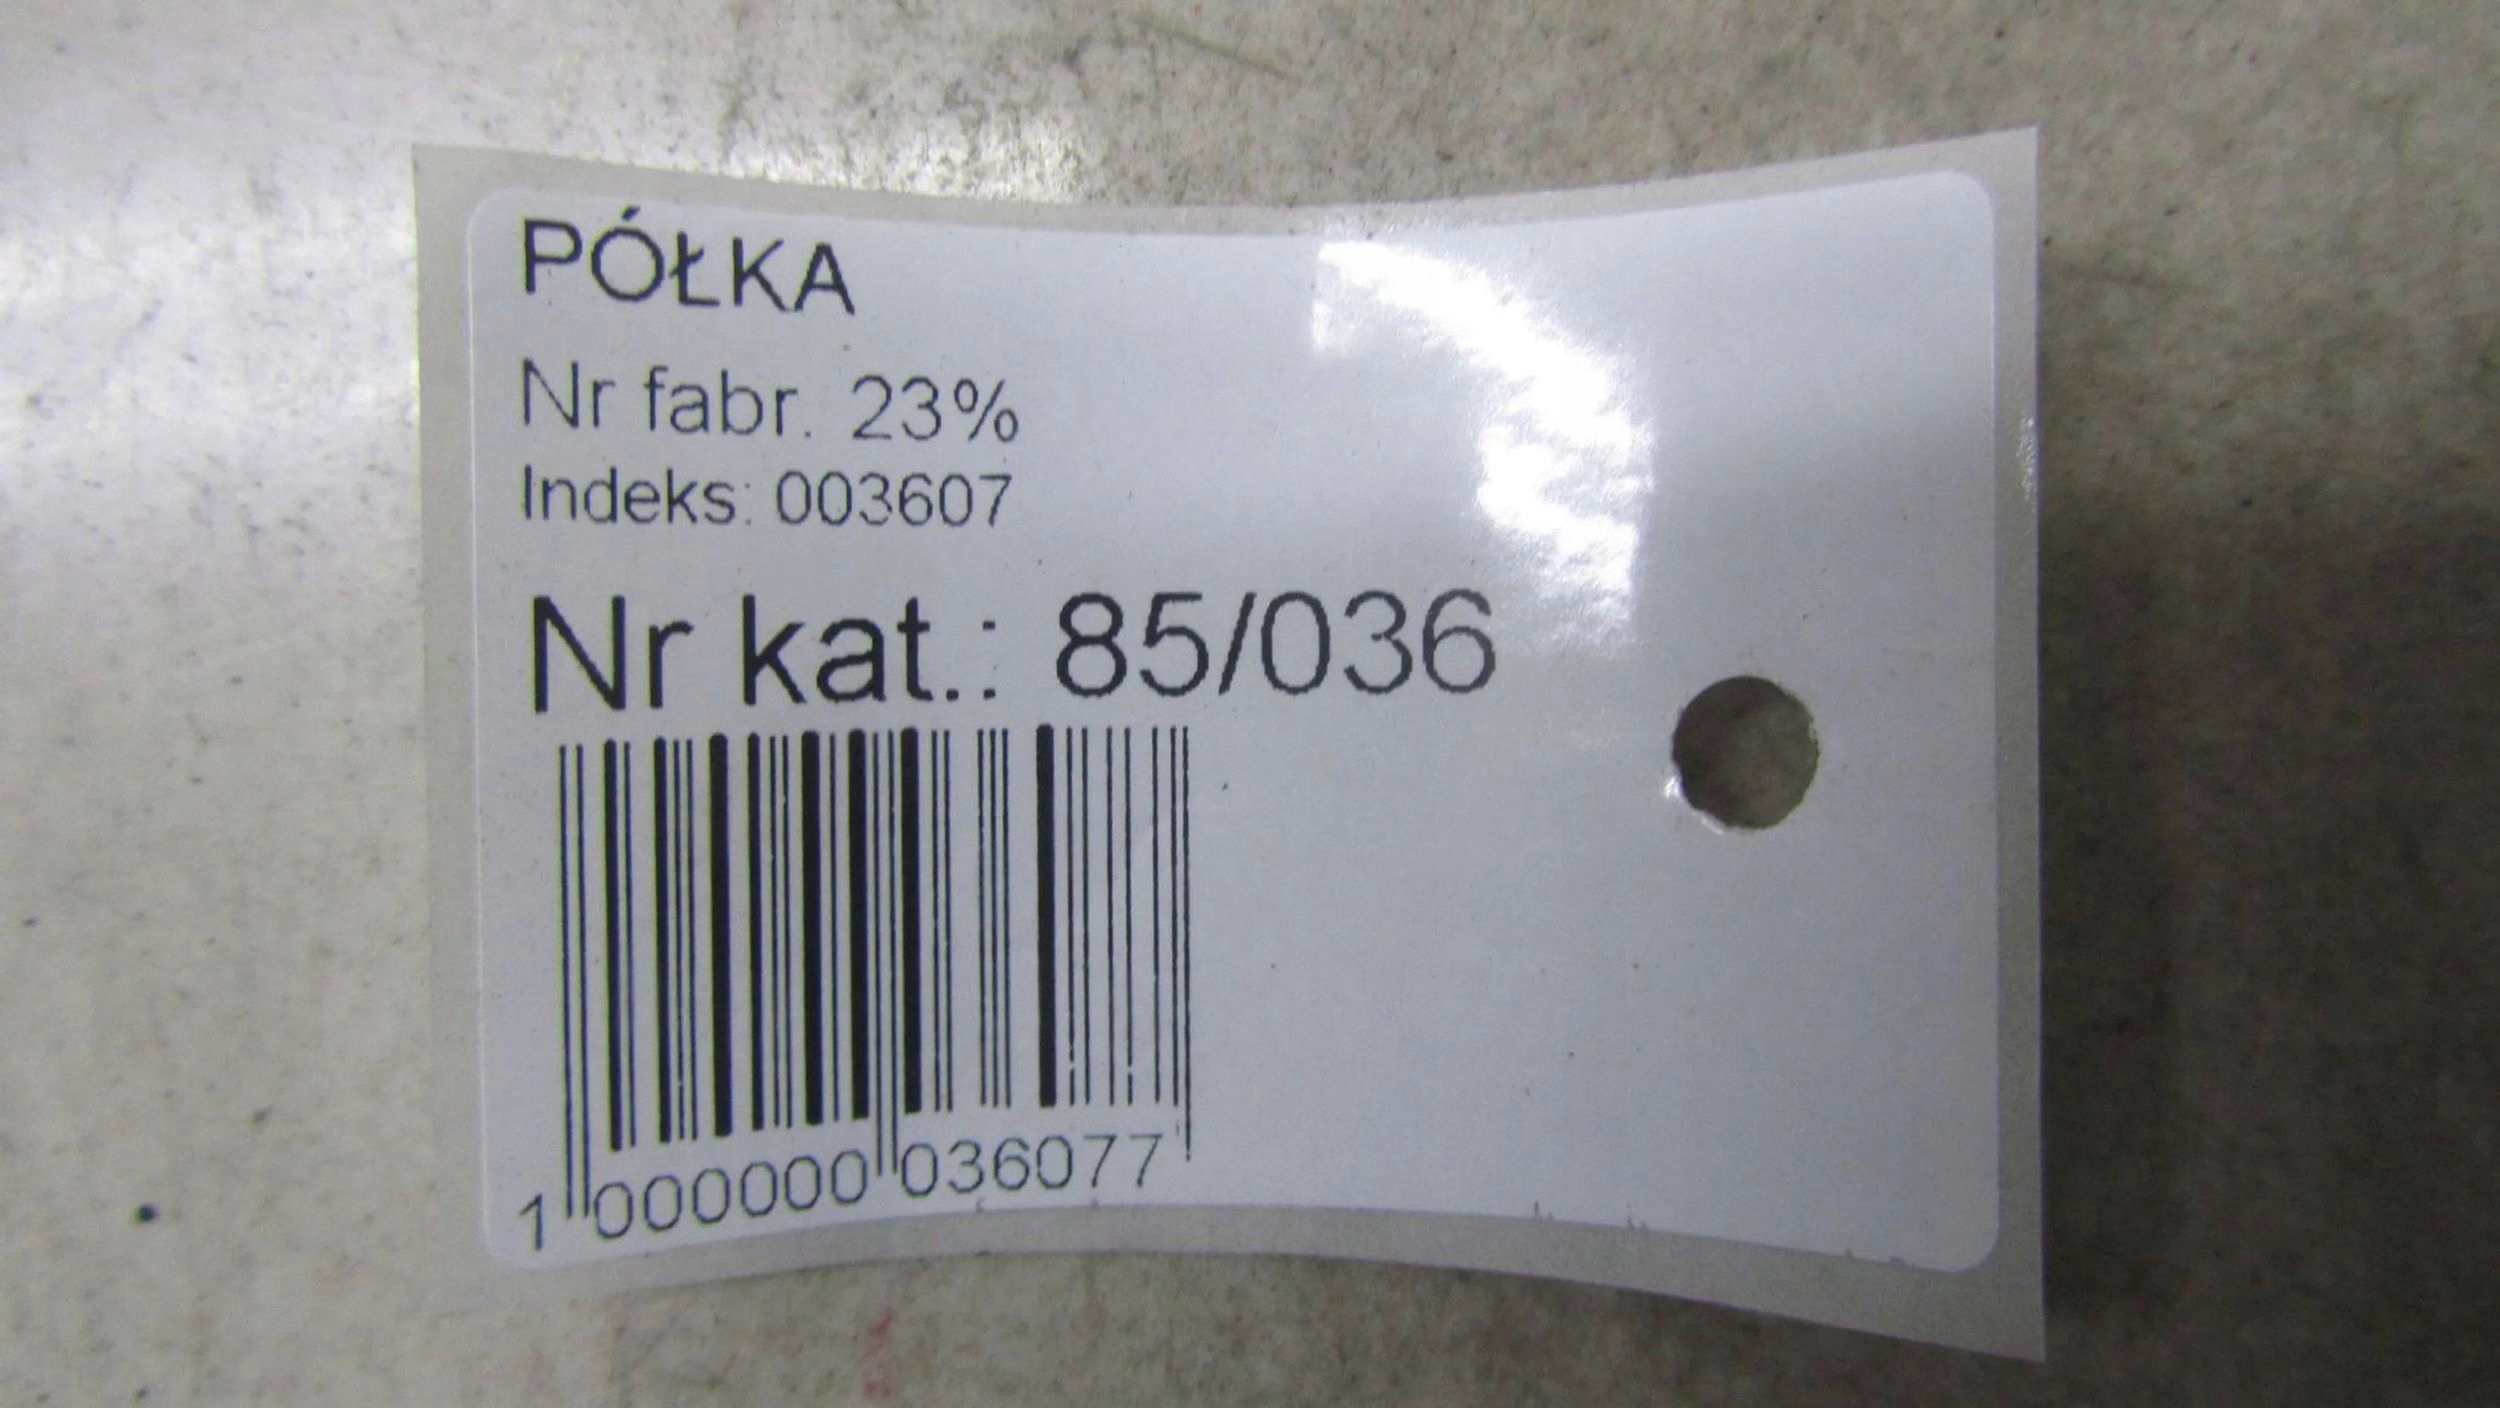 PÓŁKA
Nr fabr. 23%
Indeks: 003607
Nr kat.: 85/036
1 000000 036077